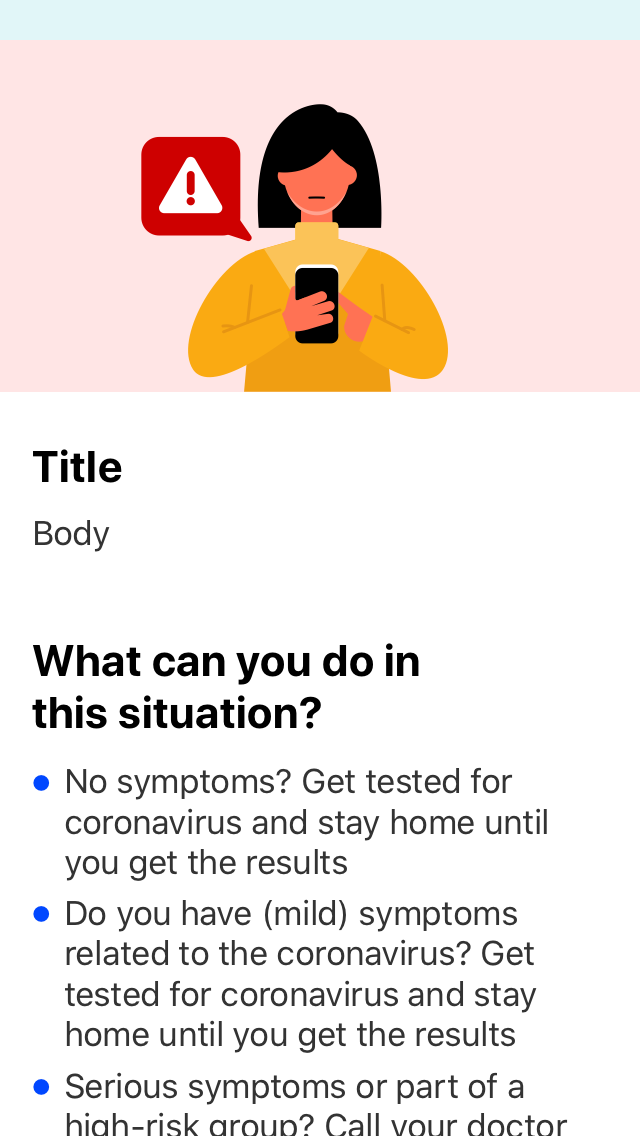 Title
Body
What can you do in
this situation?
No symptoms? Get tested for
coronavirus and stay home until
you get the results
Do you have (mild) symptoms
related to the coronavirus? Get
tested for coronavirus and stay
home until you get the results
Serious symptoms or part of a
high-risk group? Call your doctor